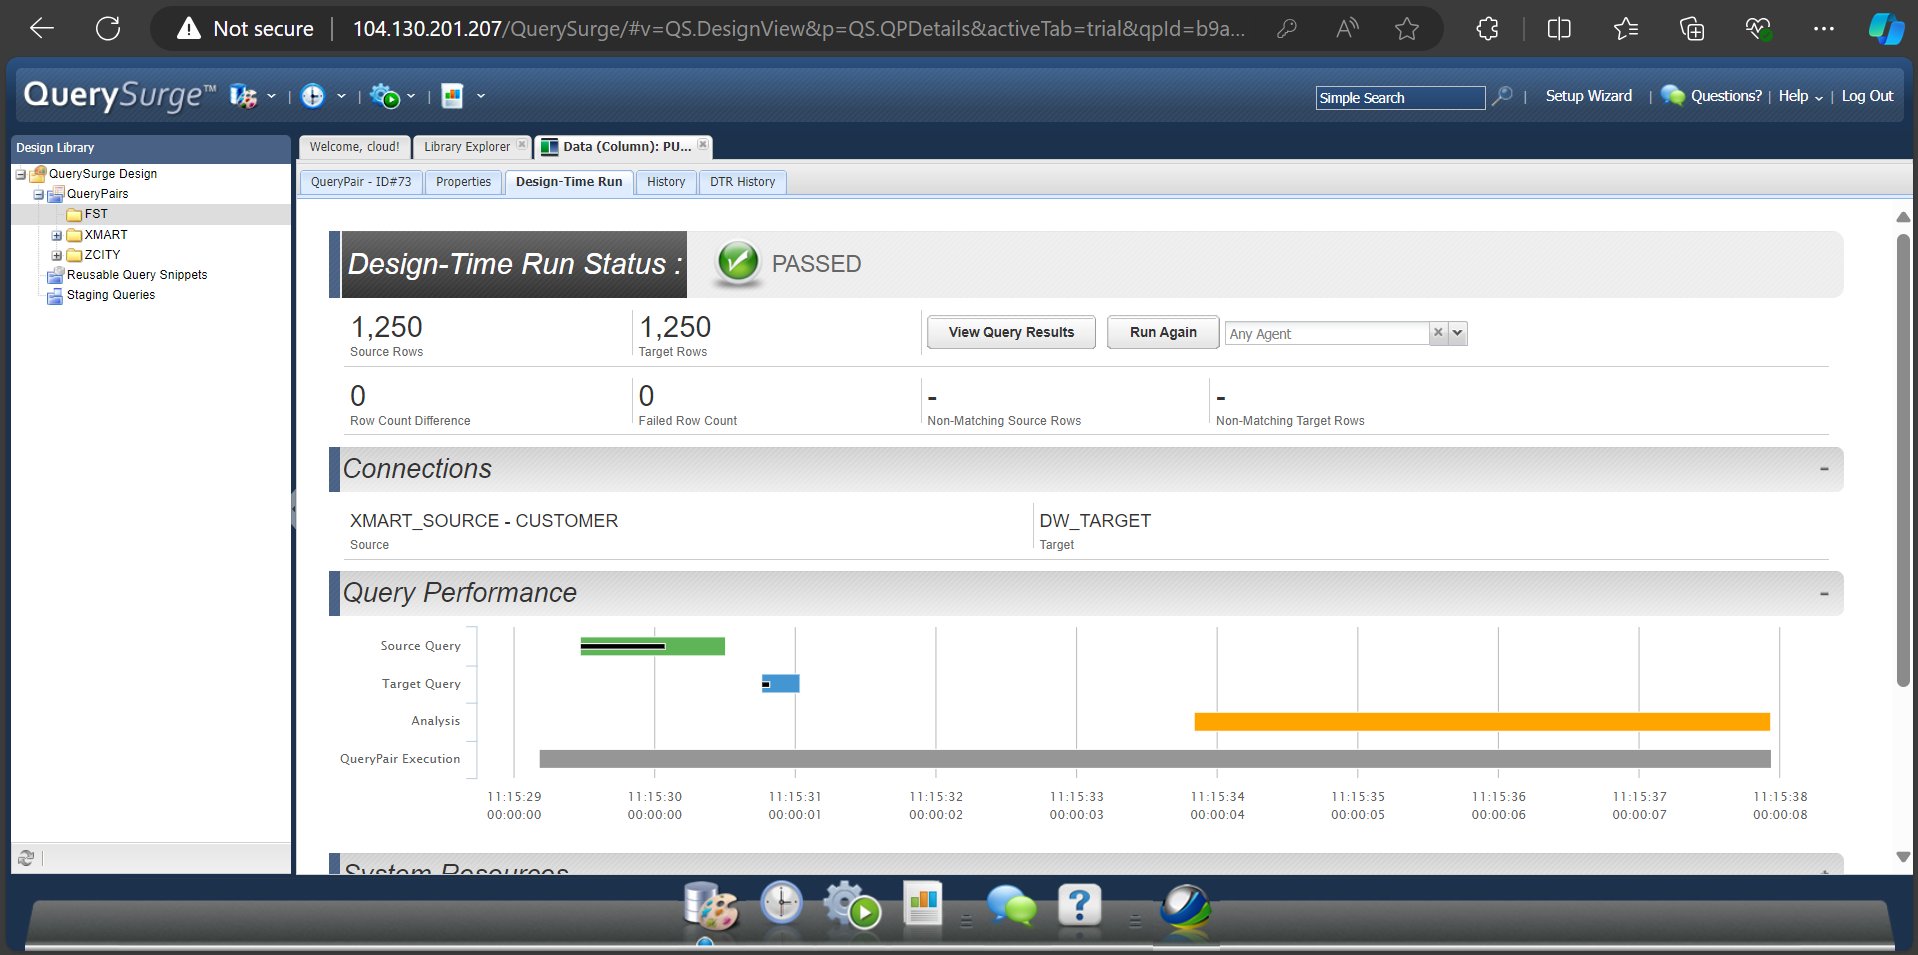 Not secure
104.130.201.207/QuerySurge/#v=QS.DesignView&p=QS.QPDetails&activeTab=trial&qpId=b9a...
QuerySurge™
Simple Search
Setup Wizard
Questions?
Help
Log Out
Design Library
QuerySurge Design
QueryPairs
FST
XMART
ZCITY
Reusable Query Snippets
Staging Queries
Welcome, cloud!
Library Explorer
Data (Column): PU...
QueryPair - ID#73
Properties
Design-Time Run
History
DTR History
Design-Time Run Status :
PASSED
1,250
Source Rows
1,250
Target Rows
View Query Results
Run Again
Any Agent
0
Row Count Difference
0
Failed Row Count
-
Non-Matching Source Rows
-
Non-Matching Target Rows
Connections
XMART_SOURCE - CUSTOMER
Source
DW_TARGET
Target
Query Performance
Source Query
Target Query
Analysis
QueryPair Execution
11:15:29 11:15:30 11:15:31 11:15:32 11:15:33 11:15:34 11:15:35 11:15:36 11:15:37 11:15:38
00:00:00 00:00:00 00:00:01 00:00:02 00:00:03 00:00:04 00:00:05 00:00:06 00:00:07 00:00:08
System Resources